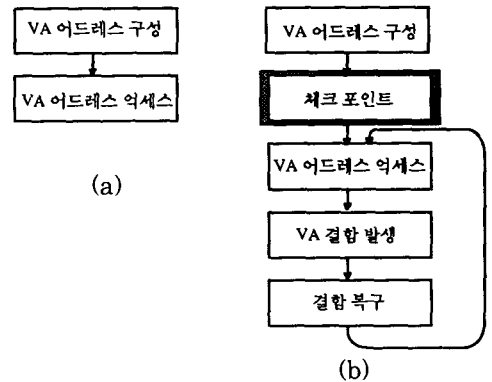 VA 어드레스 구성
VA 어드레스 억세스
(a)
VA 어드레스 구성
체크 포인트
VA 어드레스 억세스
VA 결함 발생
결함 복구
(b)